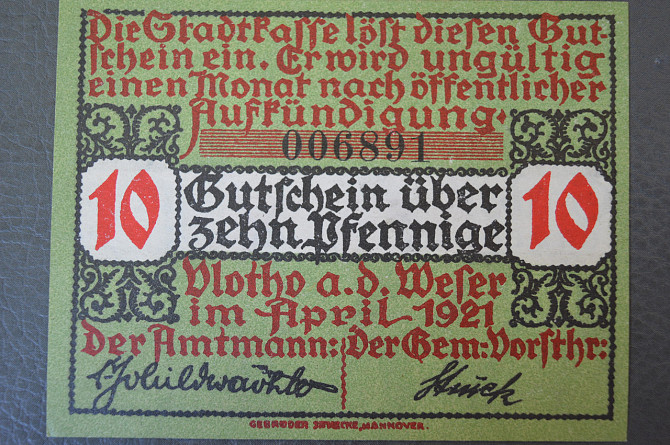 Die Stadtkasse löst diesen Gut-
schein ein. Er wird ungültig
einen Monat nach öffentlicher
Aufkündigung.
006891
10 Gutschein über 10
zehn Pfennige
Vlotho a.d. Weser
im April 1921
Der Amtmann: Der Gem: Vorsthr:
GEBRÜDER JÄNECKE, HANNOVER.